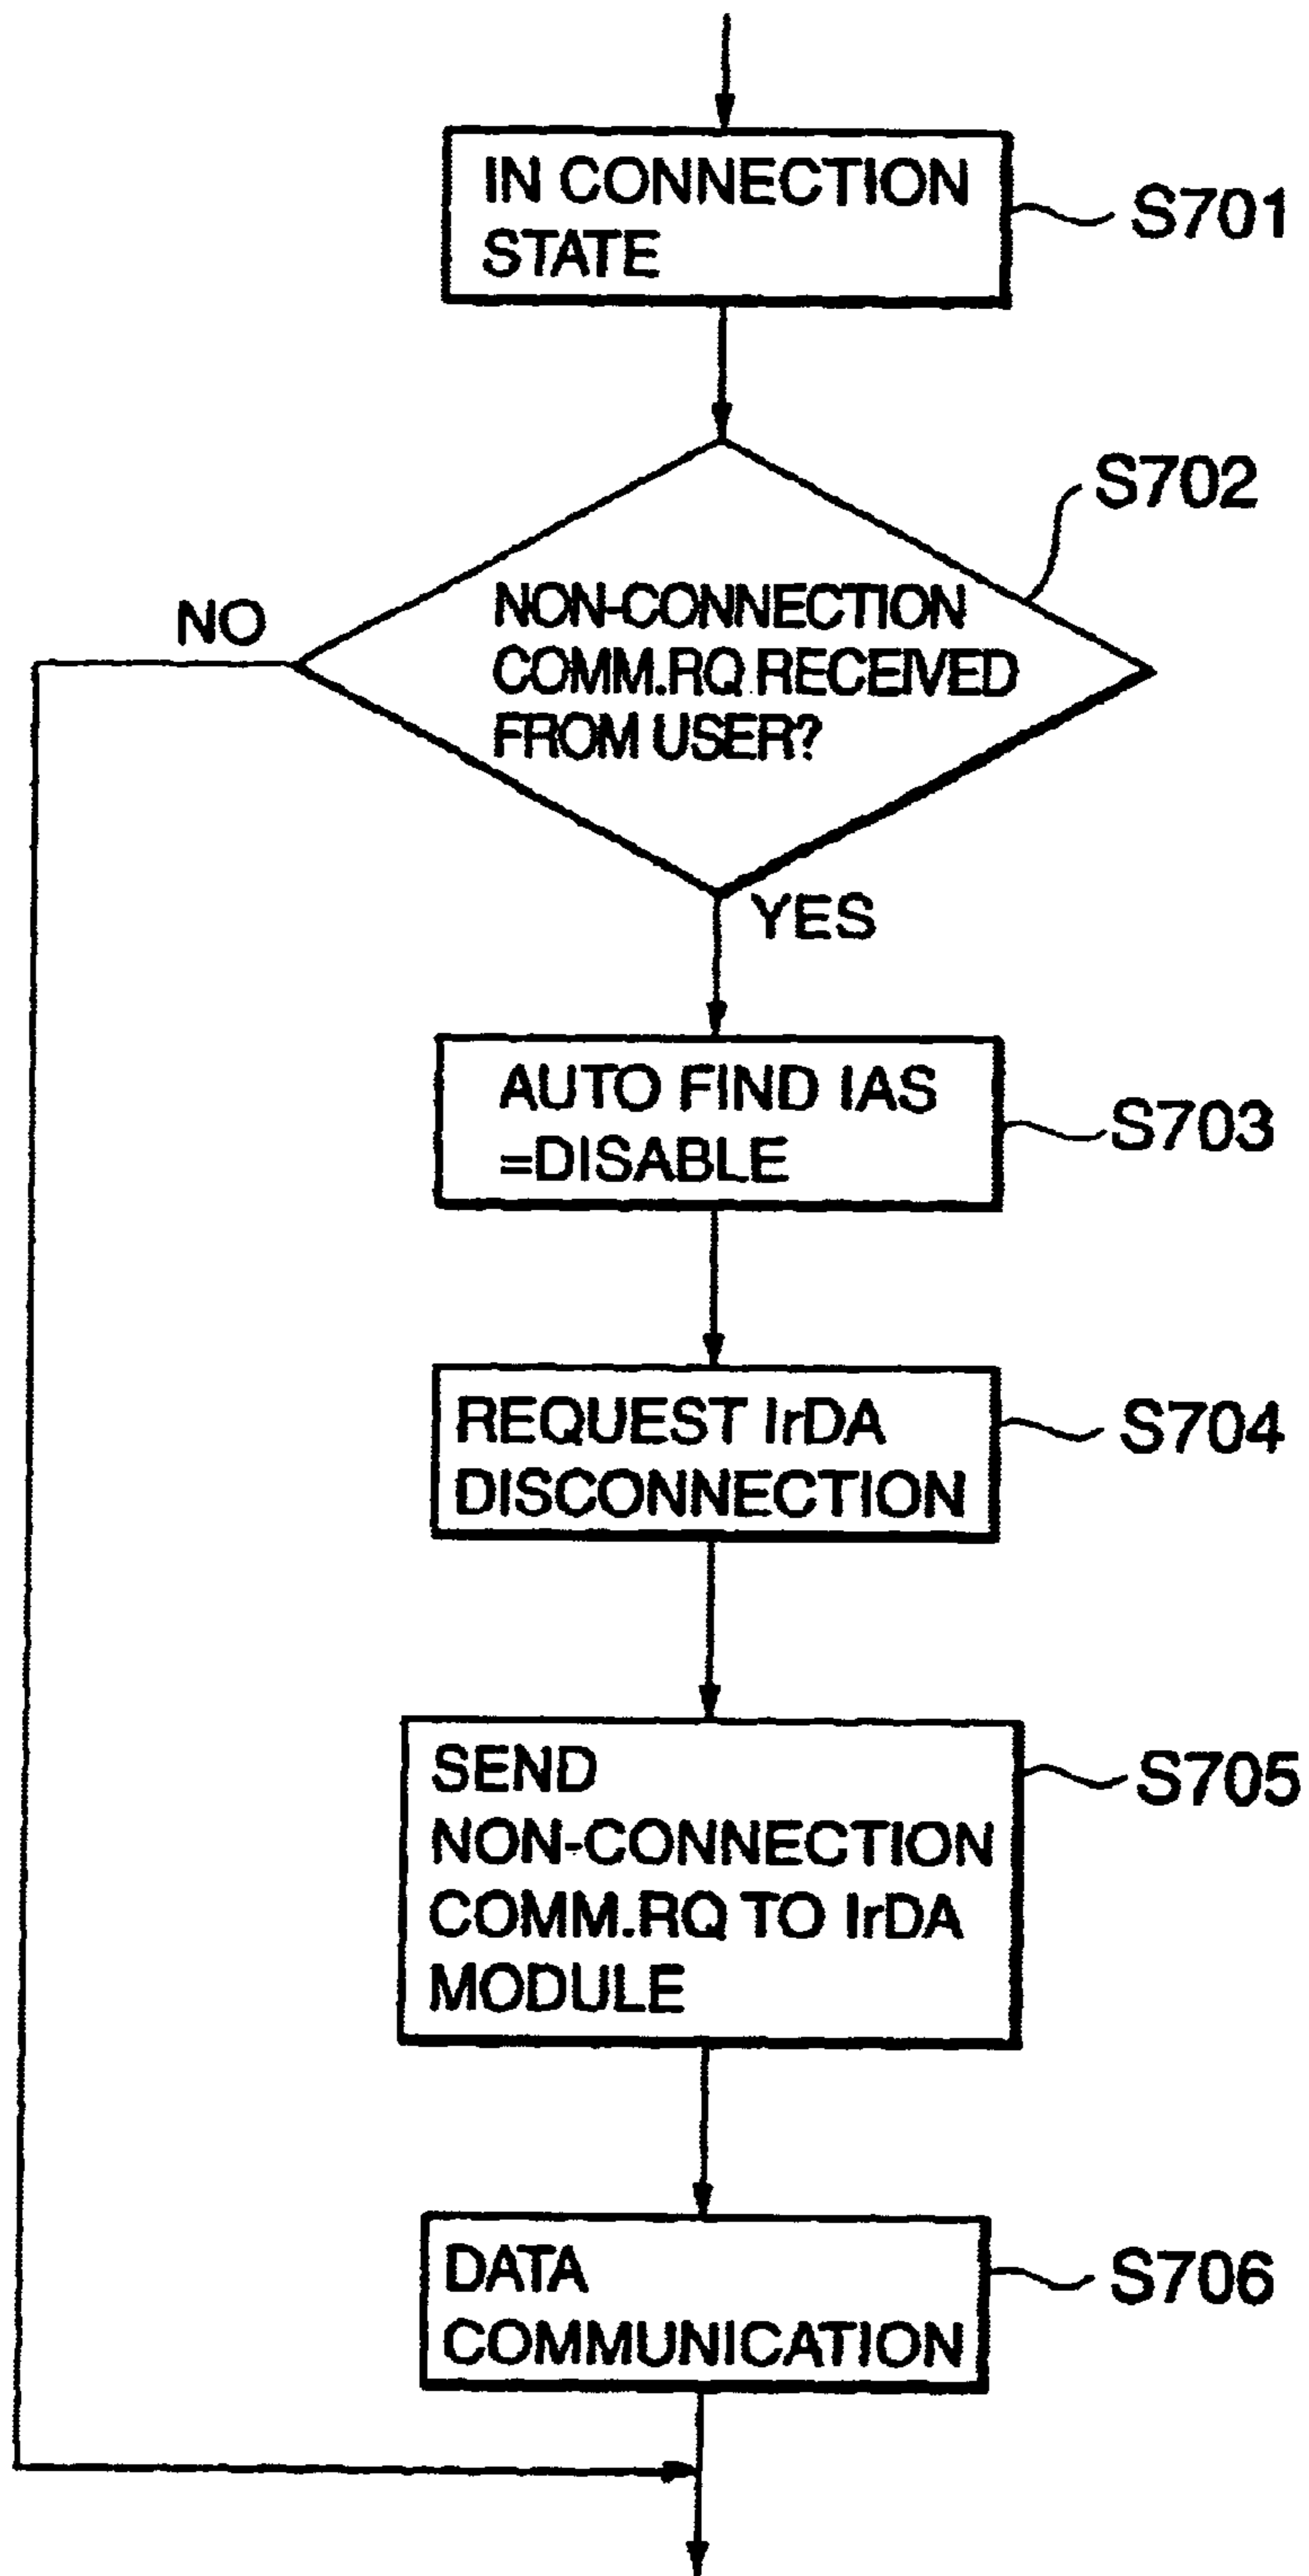 IN CONNECTION
STATE
S701
S702
NON-CONNECTION
COMM.RQ RECEIVED
FROM USER?
NO
YES
AUTO FIND IAS
=DISABLE
S703
REQUEST IrDA
DISCONNECTION
S704
SEND
NON-CONNECTION
COMM.RQ TO IrDA
MODULE
S705
DATA
COMMUNICATION
S706